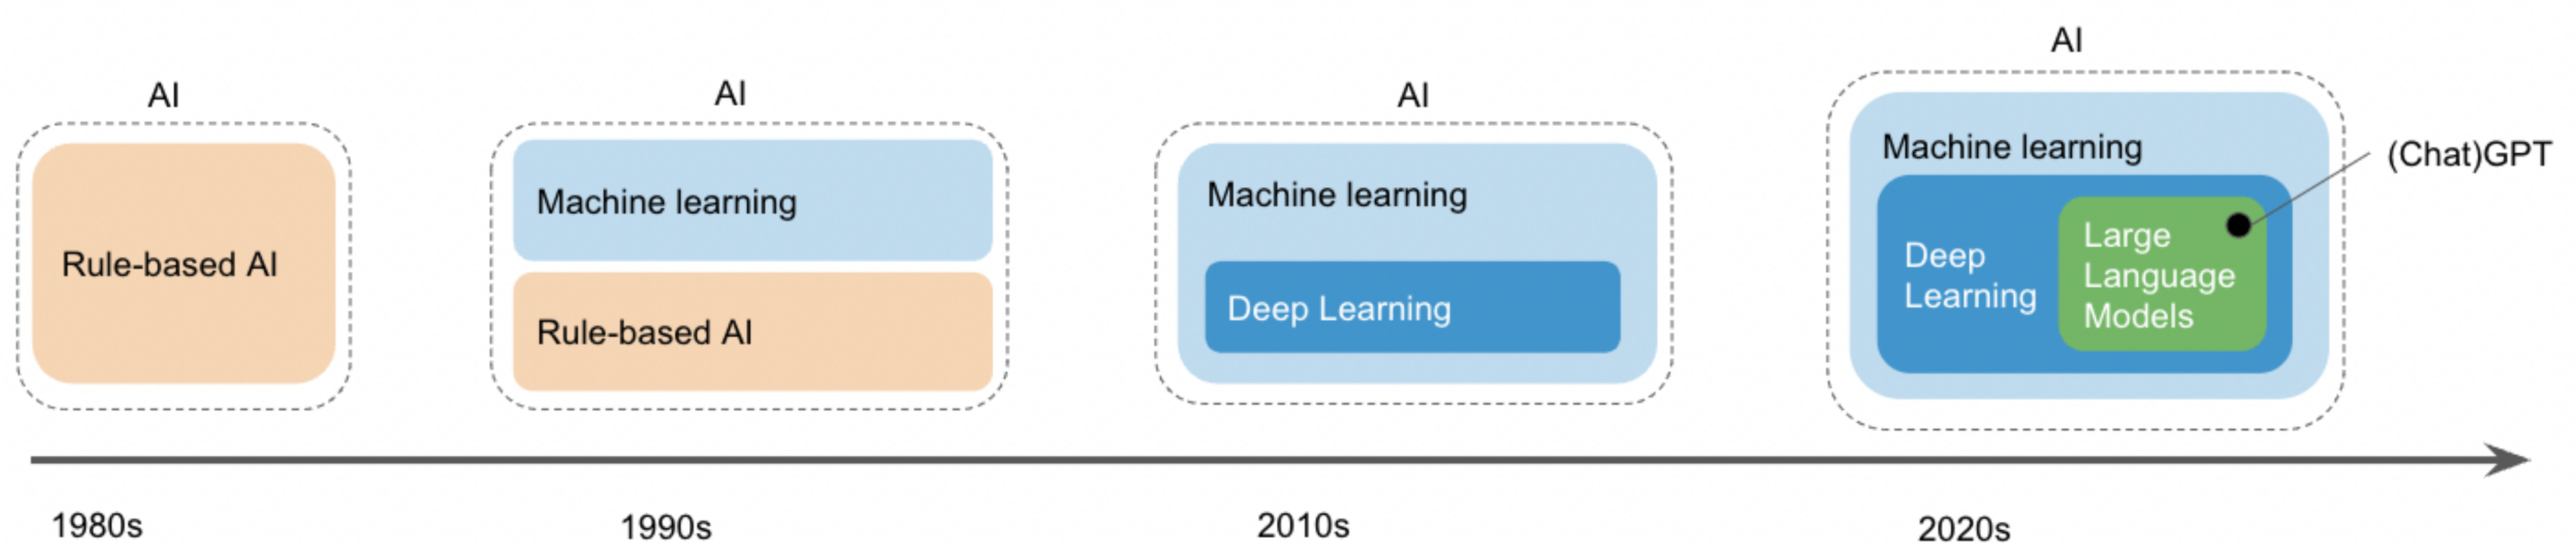 AI
Rule-based AI
1980s
AI
Machine learning
Rule-based AI
1990s
AI
Machine learning
Deep Learning
2010s
AI
Machine learning
Deep
Learning
Large
Language
Models
(Chat)GPT
2020s